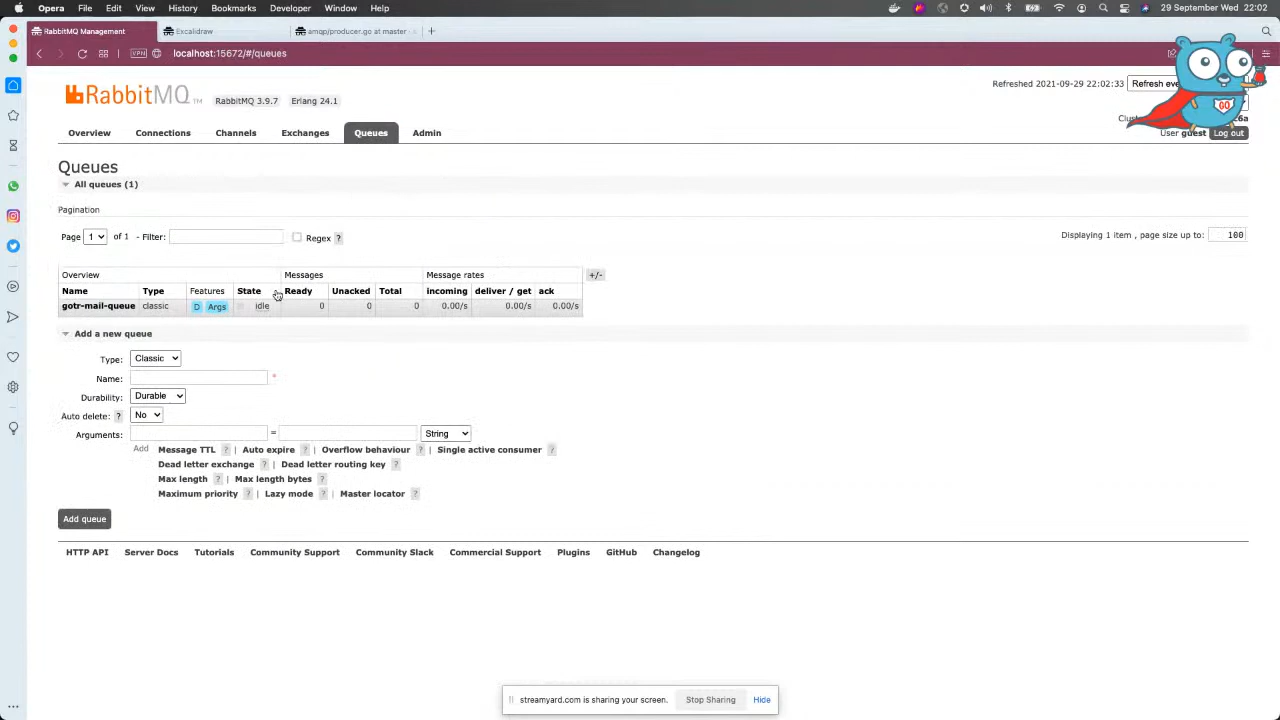 Opera File Edit View History Bookmarks Developer Window Help
29 September Wed 22:02
RabbitMQ Management
Excalidraw
amqp/producer.go at master ·
VPN localhost:15672/#/queues
RabbitMQ TM RabbitMQ 3.9.7 Erlang 24.1
Refreshed 2021-09-29 22:02:33 Refresh eve
GO
User guest Log out
Overview Connections Channels Exchanges Queues Admin
Queues
All queues (1)
Pagination
Page 1 of 1 - Filter: Regex ?
Displaying 1 item , page size up to: 100
Overview Messages Message rates +/-
Name Type Features State Ready Unacked Total incoming deliver / get ack
gotr-mail-queue classic D Args idle 0 0 0 0.00/s 0.00/s 0.00/s
Add a new queue
Type: Classic
Name: *
Durability: Durable
Auto delete: ? No
Arguments: = String
Add Message TTL ? | Auto expire ? | Overflow behaviour ? | Single active consumer ?
Dead letter exchange ? | Dead letter routing key ?
Max length ? | Max length bytes ?
Maximum priority ? | Lazy mode ? | Master locator ?
Add queue
HTTP API Server Docs Tutorials Community Support Community Slack Commercial Support Plugins GitHub Changelog
streamyard.com is sharing your screen. Stop Sharing Hide